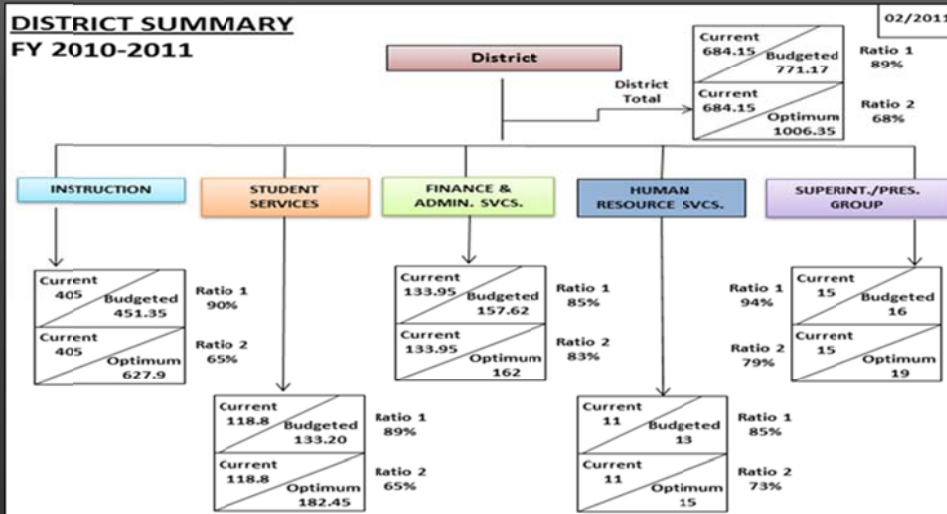 DISTRICT SUMMARY
FY 2010-2011
02/2011
District
District
Total
Current
684.15
Budgeted
771.17
Ratio 1
89%
Current
684.15
Optimum
1006.35
Ratio 2
68%
INSTRUCTION
STUDENT
SERVICES
FINANCE &
ADMIN. SVCS.
HUMAN
RESOURCE SVCS.
SUPERINT./PRES.
GROUP
Current
405
Budgeted
451.35
Ratio 1
90%
Current
405
Optimum
627.9
Ratio 2
65%
Current
133.95
Budgeted
157.62
Ratio 1
85%
Current
133.95
Optimum
162
Ratio 2
83%
Ratio 1
94%
Current
15
Budgeted
16
Ratio 2
79%
Current
15
Optimum
19
Current
118.8
Budgeted
133.20
Ratio 1
89%
Current
118.8
Optimum
182.45
Ratio 2
65%
Current
11
Budgeted
13
Ratio 1
85%
Current
11
Optimum
15
Ratio 2
73%